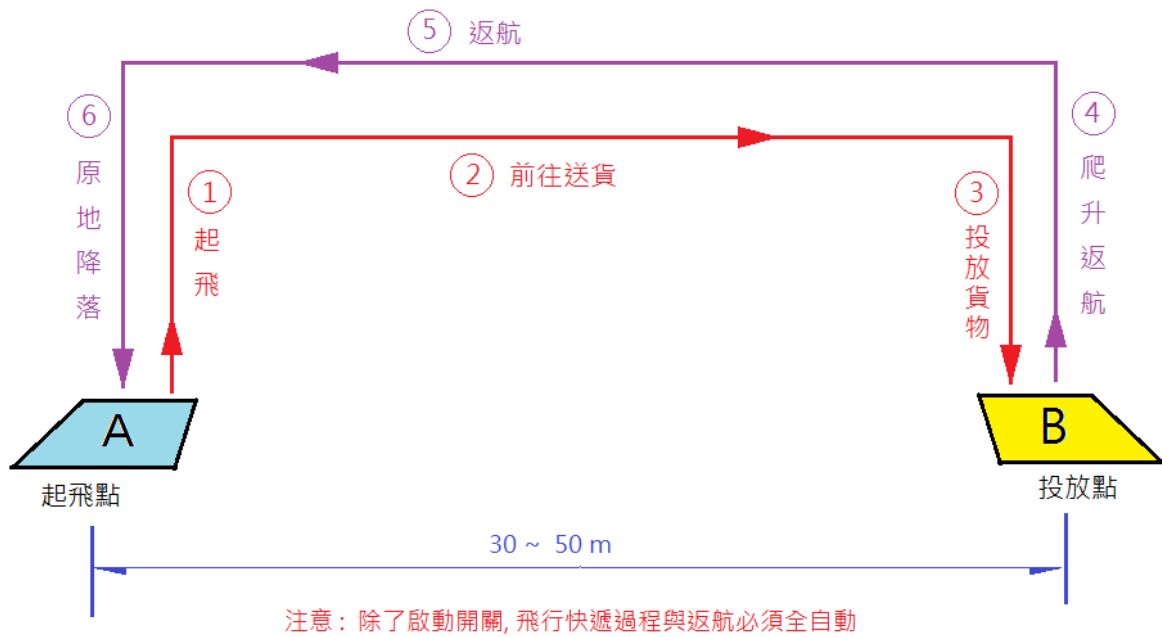 ⑤ 返航
⑥ 原地降落
① 起飛
② 前往送貨
③ 投放貨物
④ 爬升返航
A
B
起飛點
投放點
30 ~ 50 m
注意 : 除了啟動開關, 飛行快遞過程與返航必須全自動